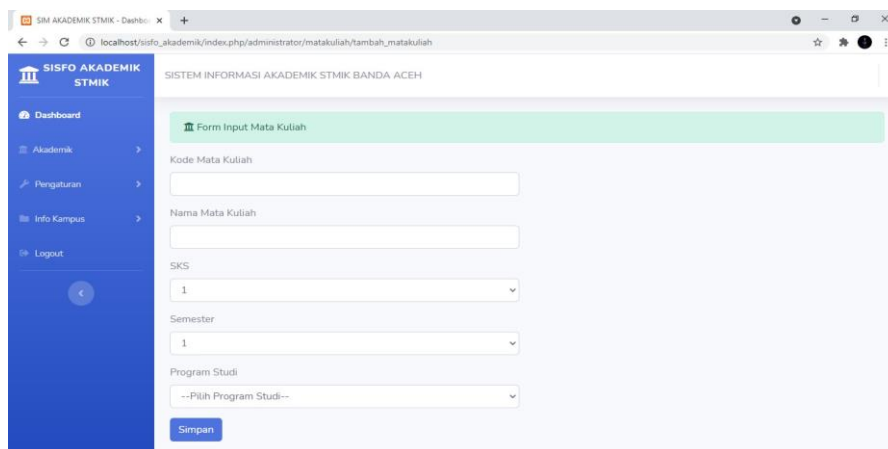 SIM AKADEMIK STMIK - Dashbo
localhost/sisfo_akademik/index.php/administrator/matakuliah/tambah_matakuliah
SISFO AKADEMIK
STMIK
SISTEM INFORMASI AKADEMIK STMIK BANDA ACEH
Dashboard
Akademik
Pengaturan
Info Kampus
Logout
Form Input Mata Kuliah
Kode Mata Kuliah
Nama Mata Kuliah
SKS
1
Semester
1
Program Studi
--Pilih Program Studi--
Simpan